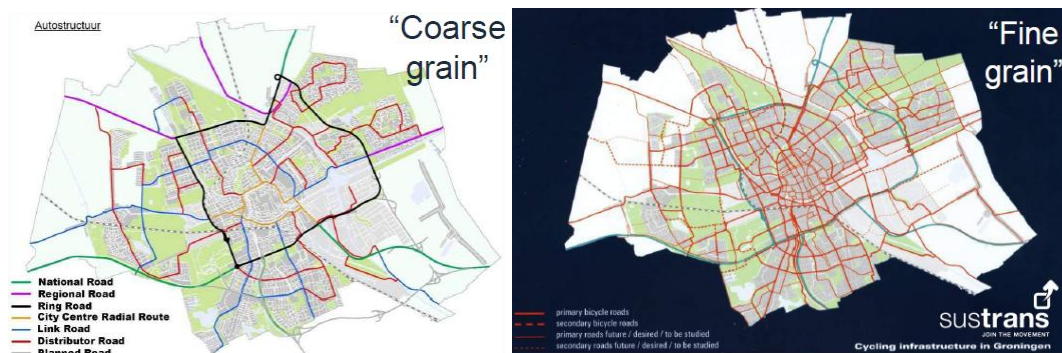 Autostructuur
“Coarse
grain”
National Road
Regional Road
Ring Road
City Centre Radial Route
Link Road
Distributor Road
Planned Road
“Fine
grain”
primary bicycle roads
secondary bicycle roads
primary roads future / desired / to be studied
secondary roads future / desired / to be studied
sustrans
JOIN THE MOVEMENT
Cycling infrastructure in Groningen